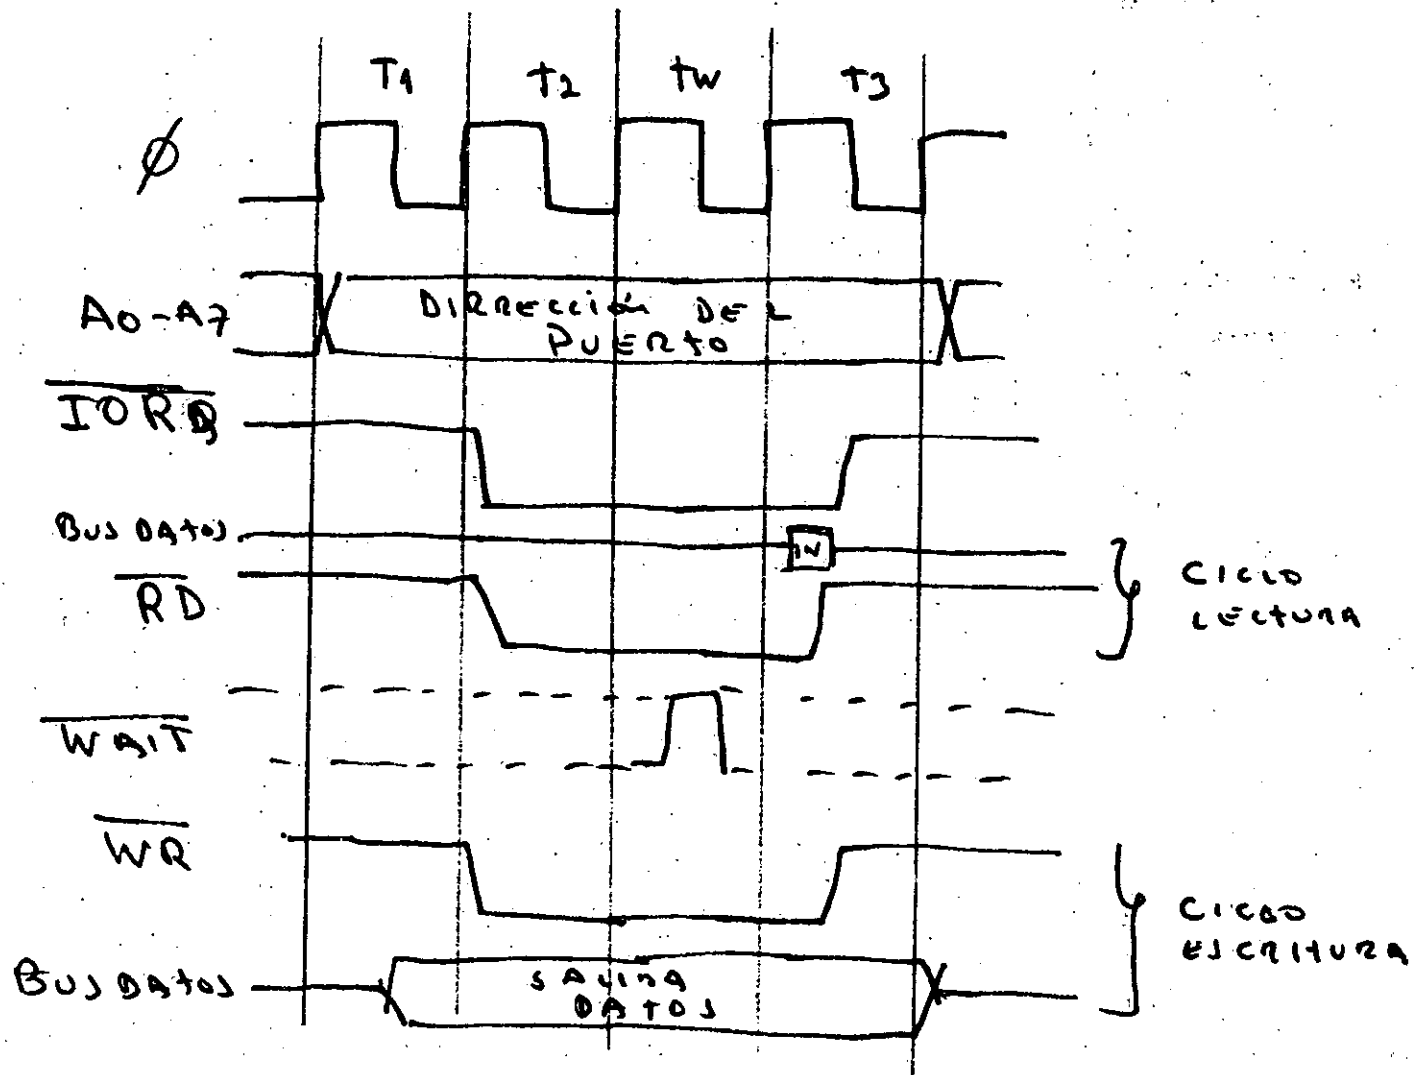 T1 T2 TW T3
Ø
A0-A7
DIRRECCIÓN DEL
PUERTO
IORQ
BUS DATOS
IN
RD
CICLO
LECTURA
WAIT
WR
CICLO
ESCRITURA
BUS DATOS
SALIDA
DATOS